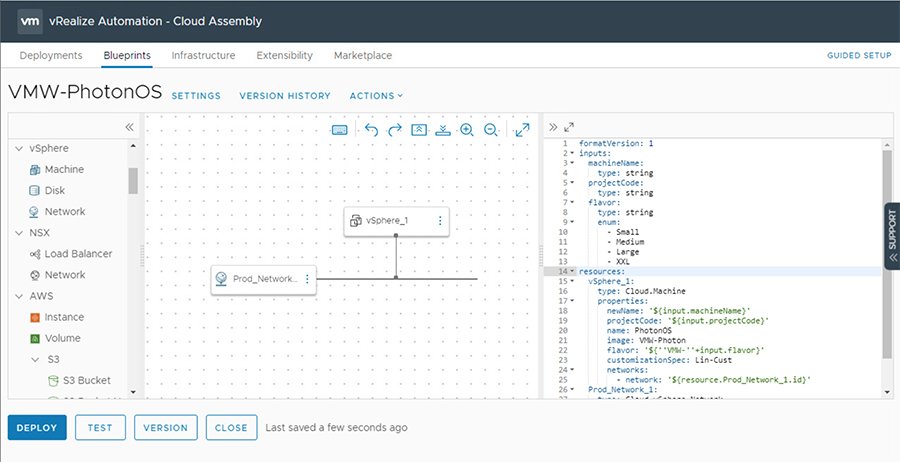 vm vRealize Automation - Cloud Assembly
Deployments Blueprints Infrastructure Extensibility Marketplace GUIDED SETUP
VMW-PhotonOS SETTINGS VERSION HISTORY ACTIONS
vSphere
Machine
Disk
Network
NSX
Load Balancer
Network
AWS
Instance
Volume
S3
S3 Bucket
vSphere_1
Prod_Network...
1 formatVersion: 1
2 inputs:
3 machineName:
4 type: string
5 projectCode:
6 type: string
7 flavor:
8 type: string
9 enum:
10 - Small
11 - Medium
12 - Large
13 - XXL
14 resources:
15 vSphere_1:
16 type: Cloud.Machine
17 properties:
18 newName: '${input.machineName}'
19 projectCode: '${input.projectCode}'
20 name: PhotonOS
21 image: VMW-Photon
22 flavor: '${''VMW-''+input.flavor}'
23 customizationSpec: Lin-Cust
24 networks:
25 - network: '${resource.Prod_Network_1.id}'
26 Prod_Network_1:
27 type: Cloud.vSphere.Network
SUPPORT
DEPLOY TEST VERSION CLOSE Last saved a few seconds ago